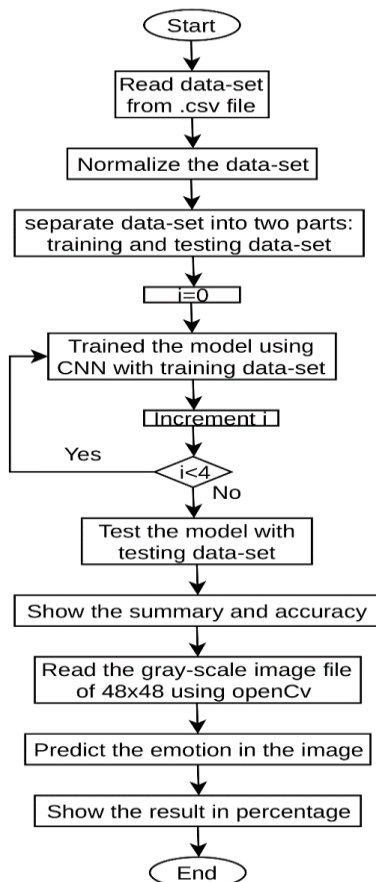 Start
Read data-set
from .csv file
Normalize the data-set
separate data-set into two parts:
training and testing data-set
i=0
Trained the model using
CNN with training data-set
Increment i
Yes
i<4
No
Test the model with
testing data-set
Show the summary and accuracy
Read the gray-scale image file
of 48x48 using openCv
Predict the emotion in the image
Show the result in percentage
End